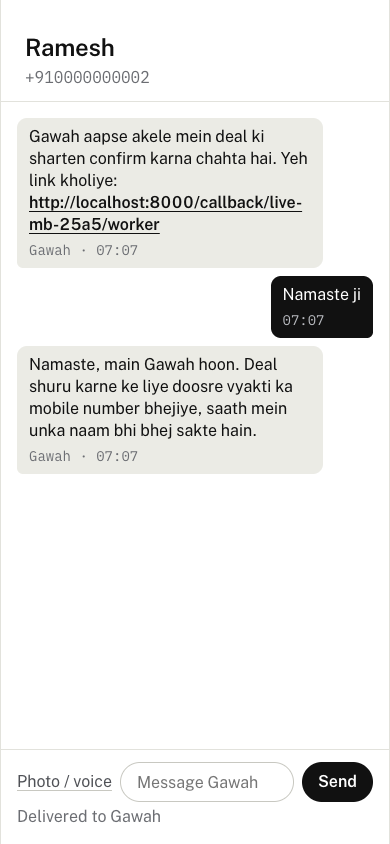 Ramesh
+910000000002
Gawah aapse akele mein deal ki
sharten confirm karna chahta hai. Yeh
link kholiye:
http://localhost:8000/callback/live-
mb-25a5/worker
Gawah · 07:07
Namaste ji
07:07
Namaste, main Gawah hoon. Deal
shuru karne ke liye doosre vyakti ka
mobile number bhejiye, saath mein
unka naam bhi bhej sakte hain.
Gawah · 07:07
Photo / voice
Message Gawah
Send
Delivered to Gawah